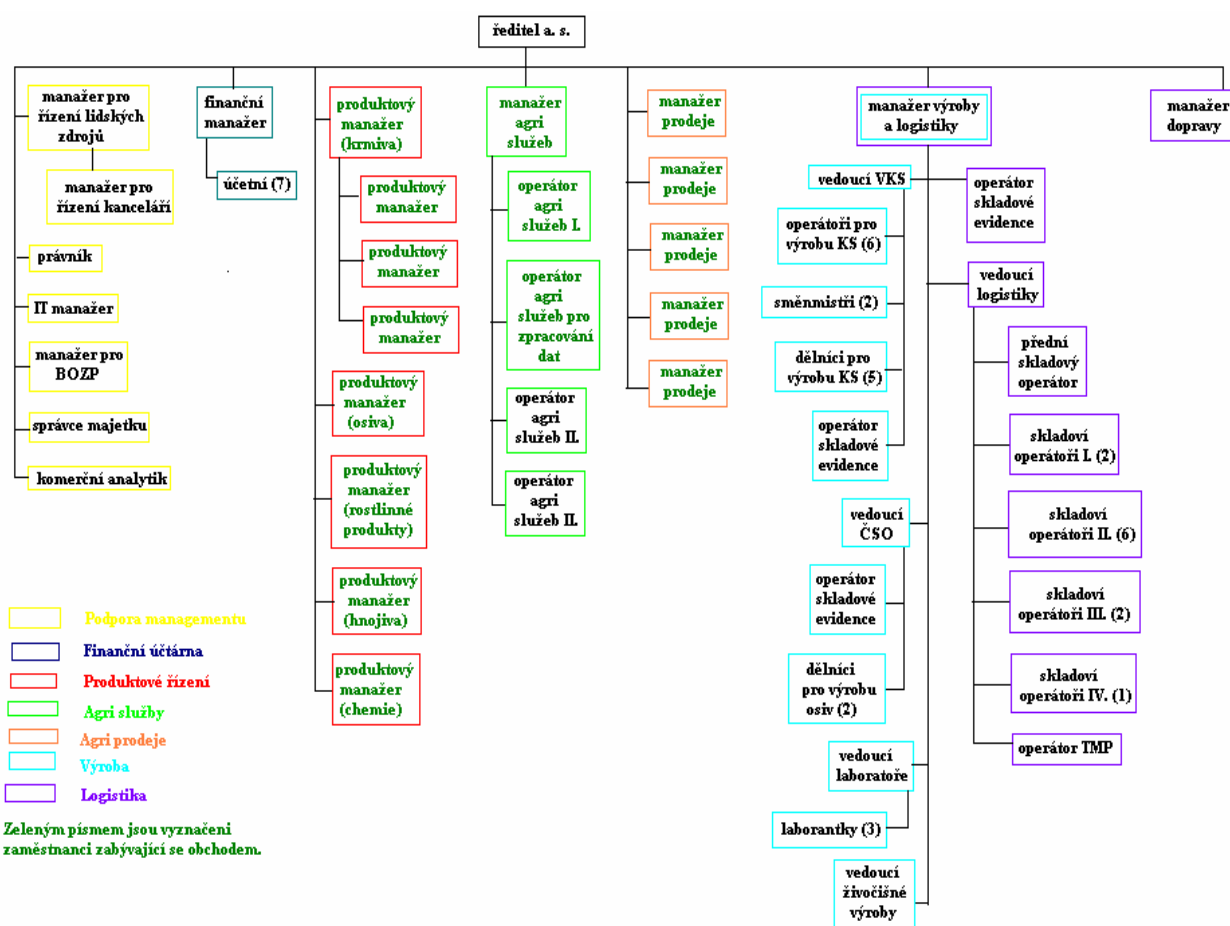 ředitel a. s.
manažer pro
řízení lidských
zdrojů
manažer pro
řízení kanceláří
právník
IT manažer
manažer pro
BOZP
správce majetku
komerční analytik
finanční
manažer
účetní (7)
produktový
manažer
(krmiva)
produktový
manažer
produktový
manažer
produktový
manažer
produktový
manažer
(osiva)
produktový
manažer
(rostlinné
produkty)
produktový
manažer
(hnojiva)
produktový
manažer
(chemie)
manažer
agri
služeb
operátor
agri
služeb I.
operátor
agri
služeb pro
zpracování
dat
operátor
agri
služeb II.
operátor
agri
služeb II.
manažer
prodeje
manažer
prodeje
manažer
prodeje
manažer
prodeje
manažer
prodeje
manažer výroby
a logistiky
vedoucí VKS
operátoři pro
výrobu KS (6)
směnmistři (2)
dělníci pro
výrobu KS (5)
operátor
skladové
evidence
vedoucí
ČSO
operátor
skladové
evidence
dělníci
pro výrobu
osiv (2)
vedoucí
laboratoře
laborantky (3)
vedoucí
živočišné
výroby
operátor
skladové
evidence
vedoucí
logistiky
přední
skladový
operátor
skladoví
operátoři I. (2)
skladoví
operátoři II. (6)
skladoví
operátoři III. (2)
skladoví
operátoři IV. (1)
operátor TMP
manažer
dopravy
Podpora managementu
Finanční účtárna
Produktové řízení
Agri služby
Agri prodeje
Výroba
Logistika
Zeleným písmem jsou vyznačeni
zaměstnanci zabývající se obchodem.